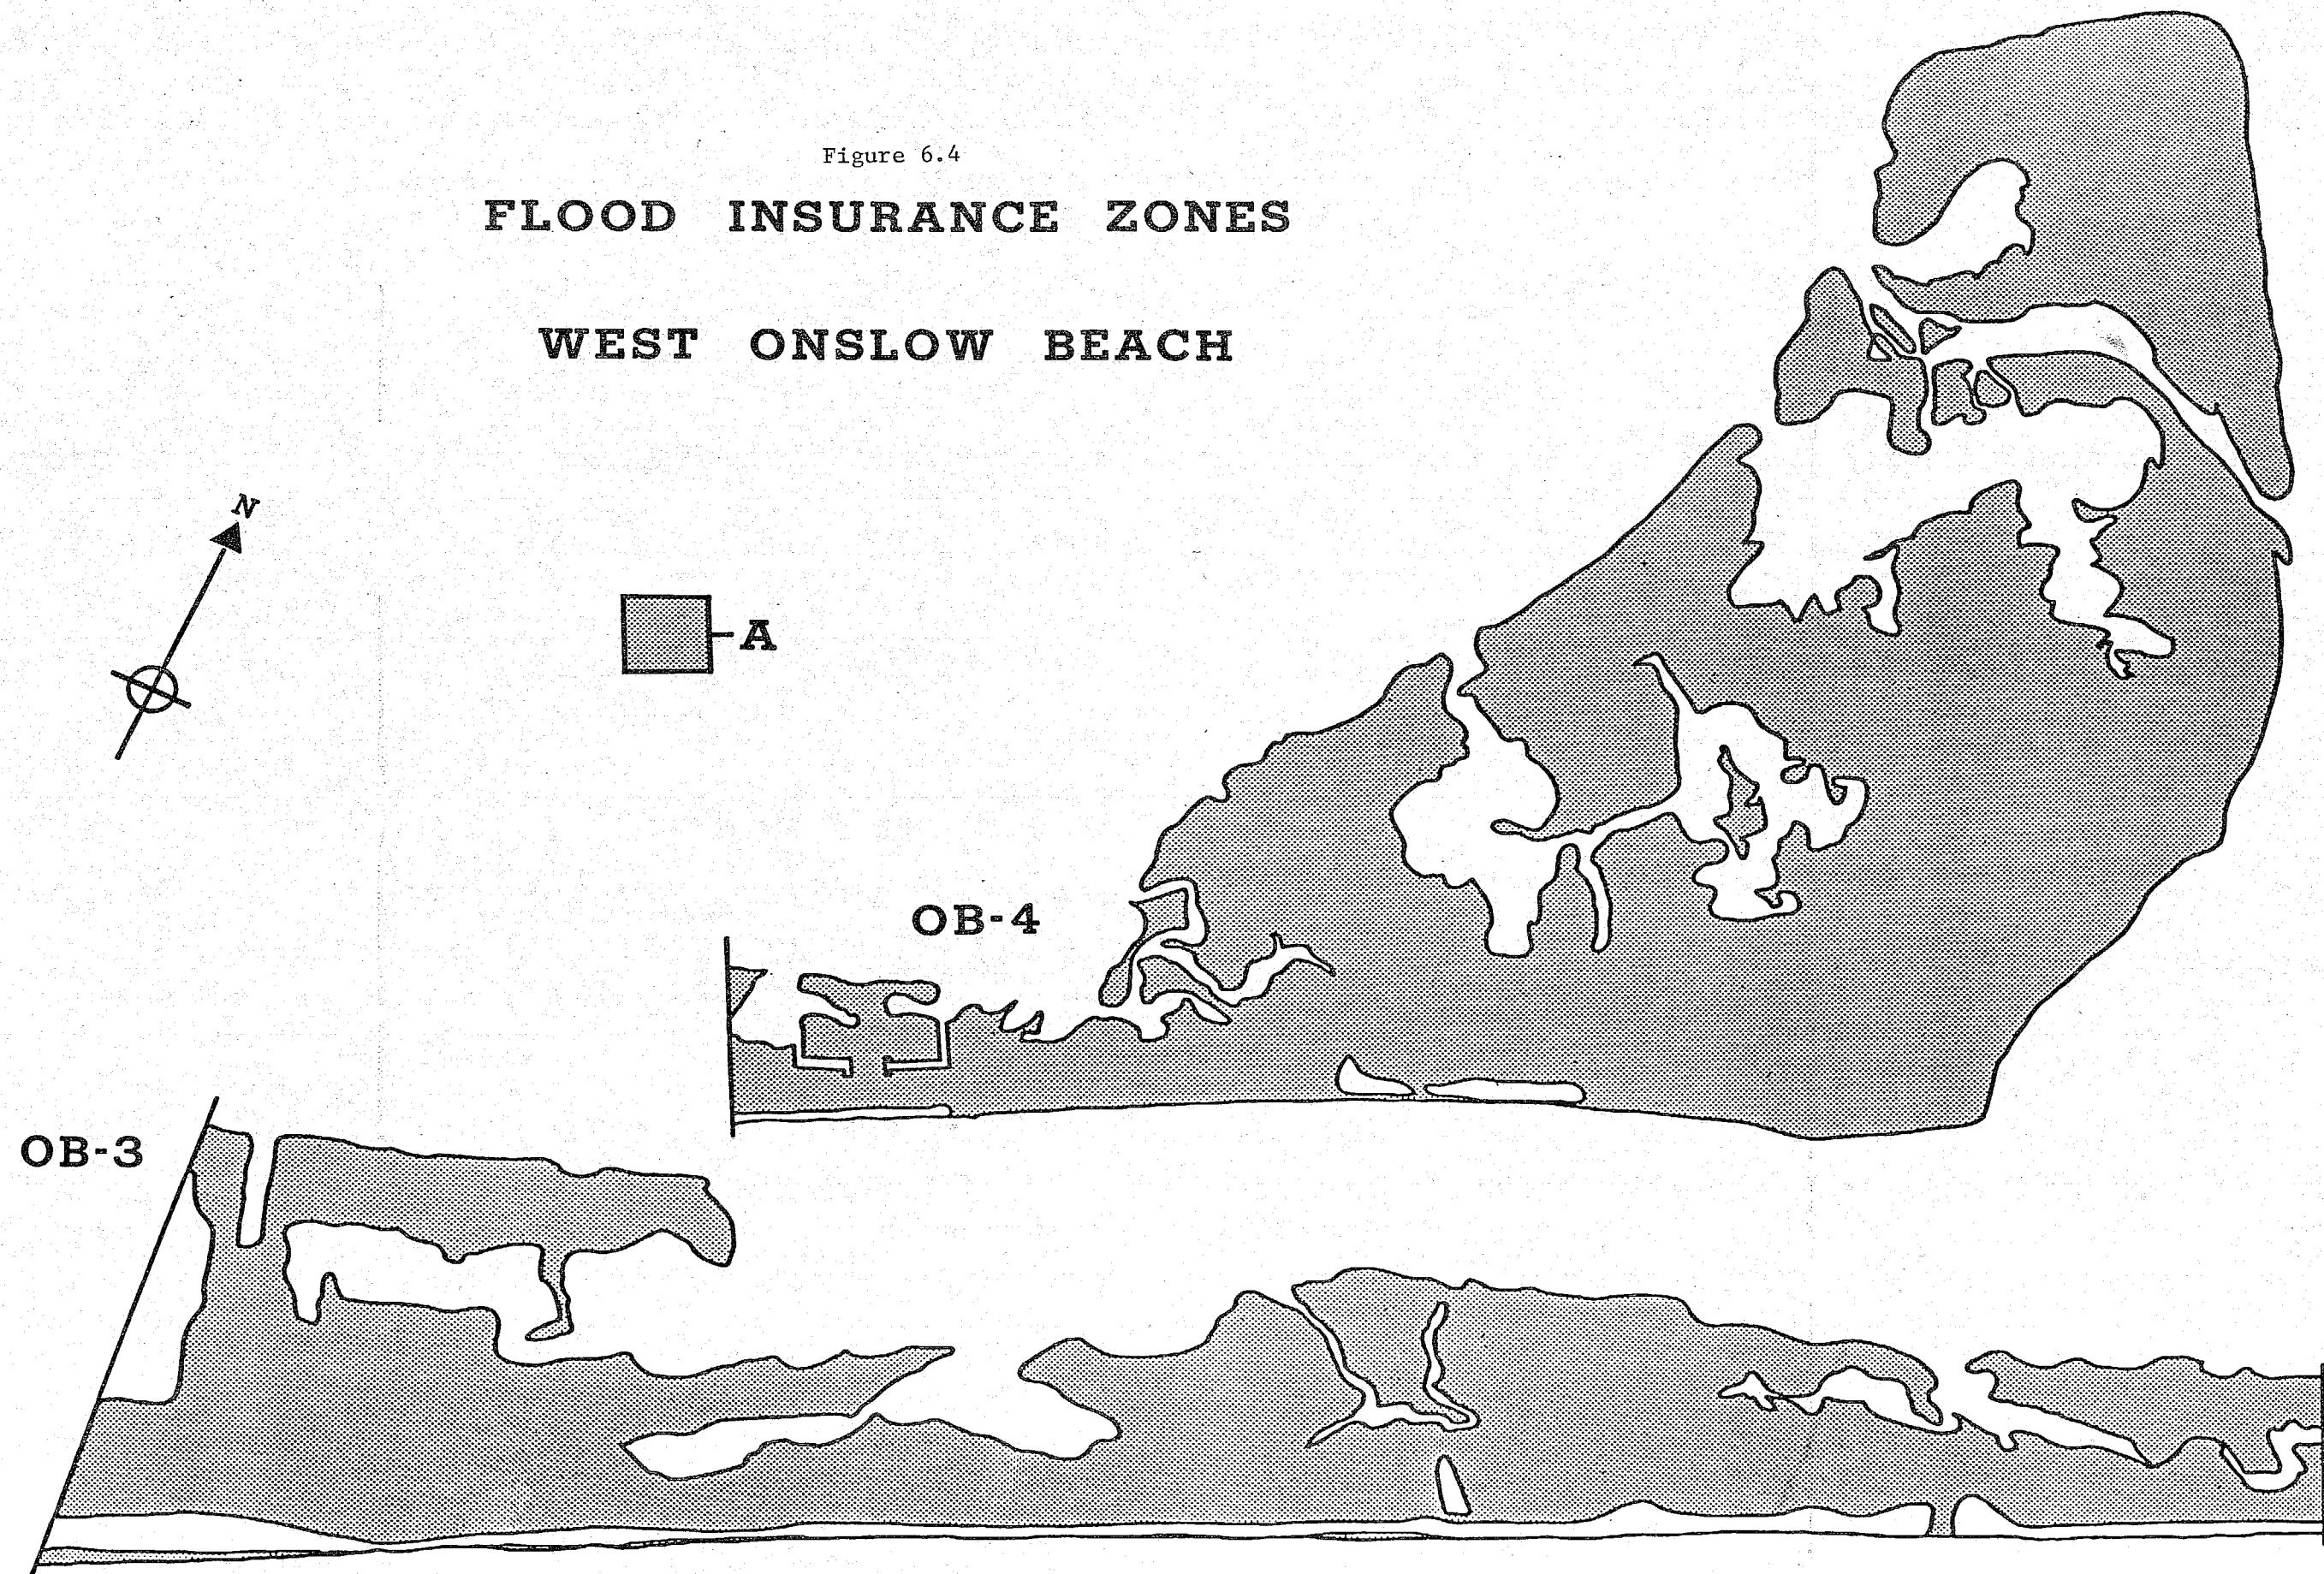 Figure 6.4
FLOOD INSURANCE ZONES
WEST ONSLOW BEACH
N
A
OB-4
OB-3